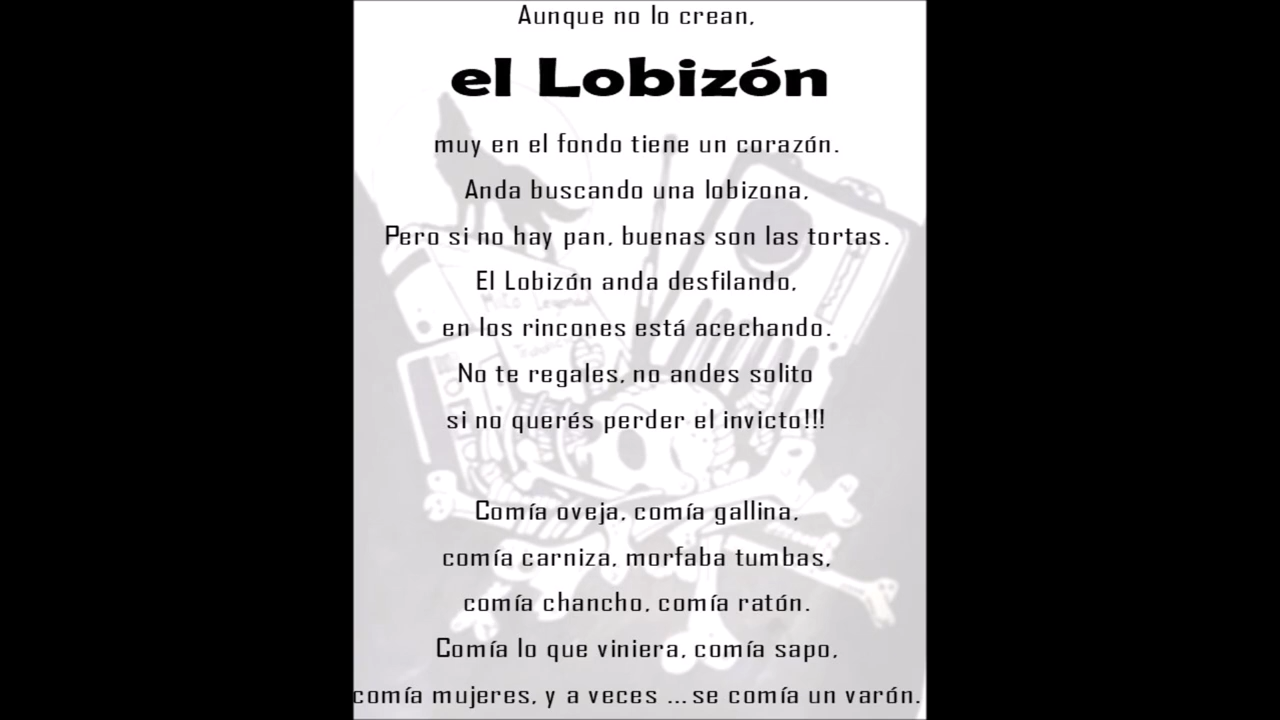 Aunque no lo crean,
el Lobizón
muy en el fondo tiene un corazón.
Anda buscando una lobizona,
Pero si no hay pan, buenas son las tortas.
El Lobizón anda desfilando,
en los rincones está acechando.
No te regales, no andes solito
si no querés perder el invicto!!!
Comía oveja, comía gallina,
comía carniza, morfaba tumbas,
comía chancho, comía ratón.
Comía lo que viniera, comía sapo,
comía mujeres, y a veces ... se comía un varón.